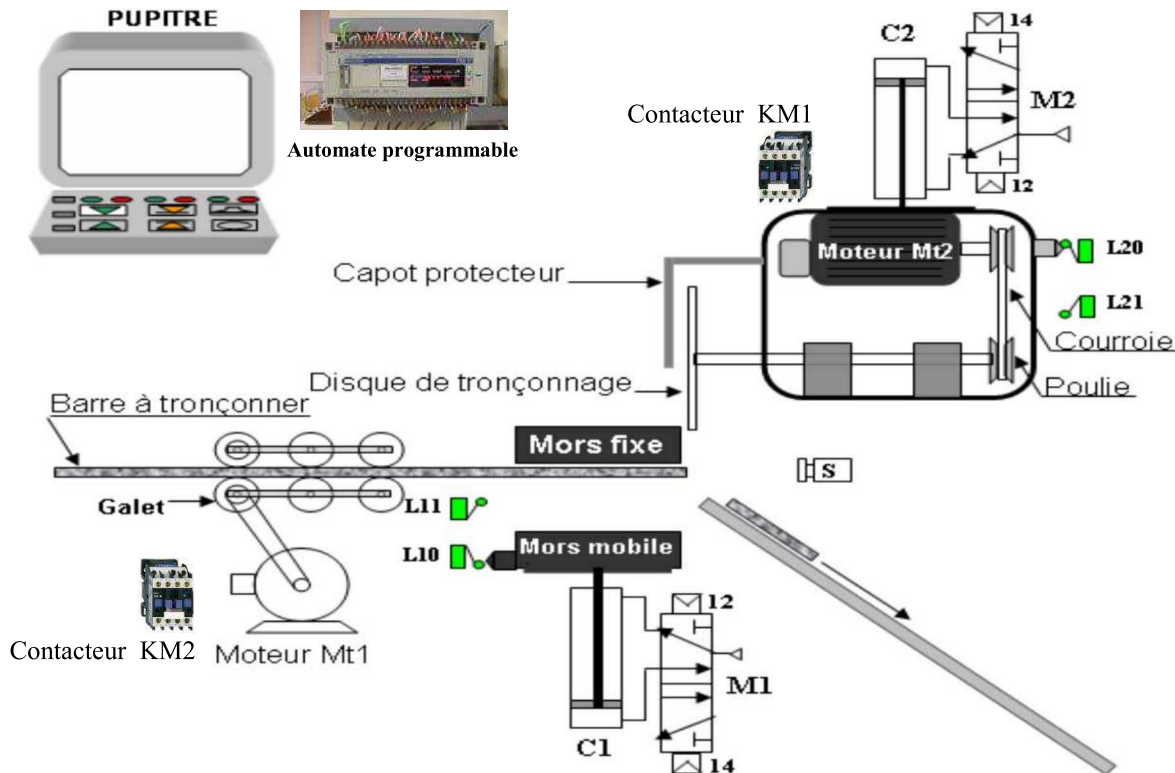 PUPITRE
Automate programmable
Contacteur KM1
C2
14
M2
12
Moteur Mt2
L20
L21
Capot protecteur
Courroie
Poulie
Disque de tronçonnage
Barre à tronçonner
Mors fixe
S
Galet
L11
L10
Mors mobile
12
M1
14
C1
Contacteur KM2
Moteur Mt1